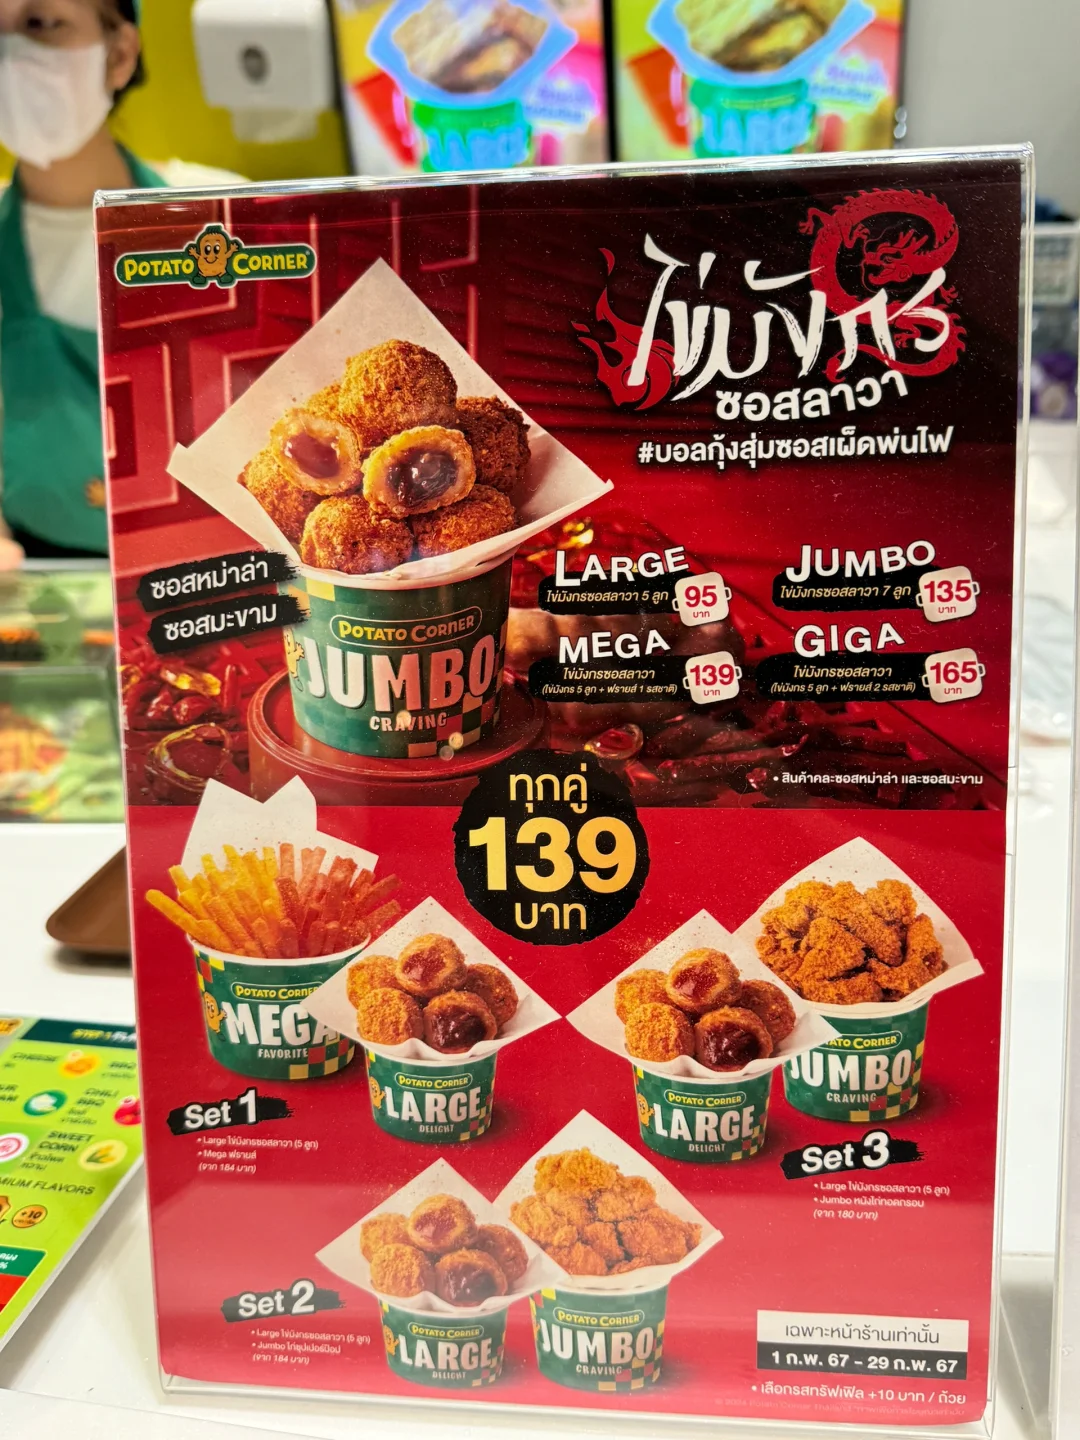 POTATO CORNER
ไข่มังกร
ซอสลาวา
#บอลกุ้งสุ่มซอสเผ็ดพ่นไฟ
ซอสหม่าล่า
ซอสมะขาม
LARGE
ไข่มังกรซอสลาวา 5 ลูก
95
บาท
JUMBO
ไข่มังกรซอสลาวา 7 ลูก
135
บาท
MEGA
ไข่มังกรซอสลาวา
(ไข่มังกร 5 ลูก + ฟรายส์ 1 รสชาติ)
139
บาท
GIGA
ไข่มังกรซอสลาวา
(ไข่มังกร 5 ลูก + ฟรายส์ 2 รสชาติ)
165
บาท
• สินค้าคละซอสหม่าล่า และซอสมะขาม
POTATO CORNER
JUMBO
CRAVING
ทุกคู่
139
บาท
POTATO CORNER
MEGA
FAVORITE
POTATO CORNER
LARGE
DELIGHT
Set 1
• Large ไข่มังกรซอสลาวา (5 ลูก)
• Mega ฟรายส์
(จาก 184 บาท)
POTATO CORNER
LARGE
DELIGHT
JUMBO
CRAVING
Set 3
• Large ไข่มังกรซอสลาวา (5 ลูก)
• Jumbo หนังไก่ทอดกรอบ
(จาก 180 บาท)
Set 2
• Large ไข่มังกรซอสลาวา (5 ลูก)
• Jumbo ไก่ซุปเปอร์ป๊อป
(จาก 184 บาท)
POTATO CORNER
LARGE
DELIGHT
POTATO CORNER
JUMBO
CRAVING
เฉพาะหน้าร้านเท่านั้น
1 ก.พ. 67 - 29 ก.พ. 67
• เลือกรสทรัฟเฟิล +10 บาท / ถ้วย
LARGE
LARGE
SWEET
CORN
FLAVORS
+10